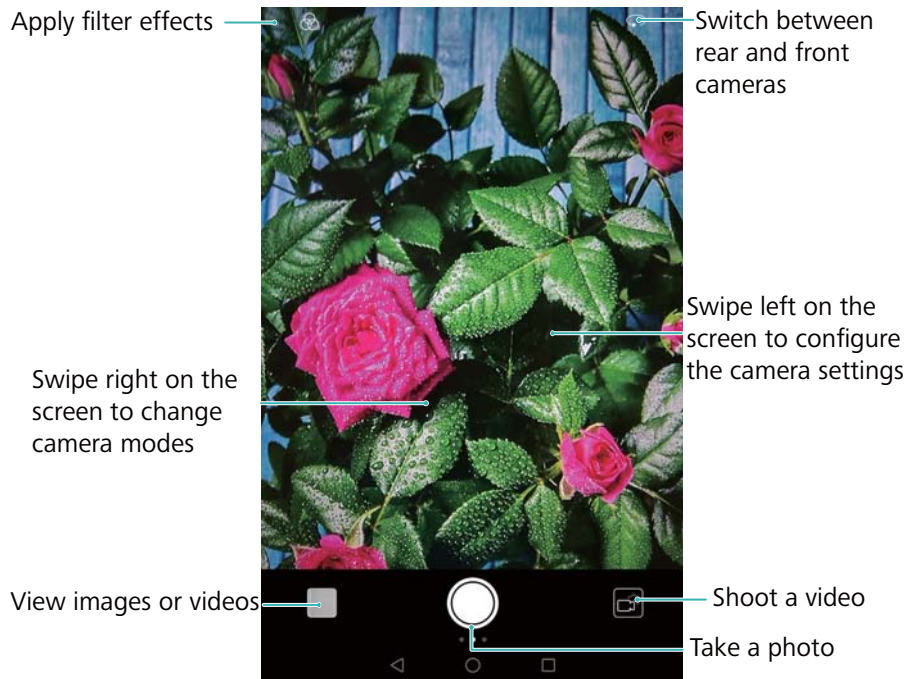 Apply filter effects
Switch between
rear and front
cameras
Swipe left on the
screen to configure
the camera settings
Swipe right on the
screen to change
camera modes
View images or videos
Shoot a video
Take a photo